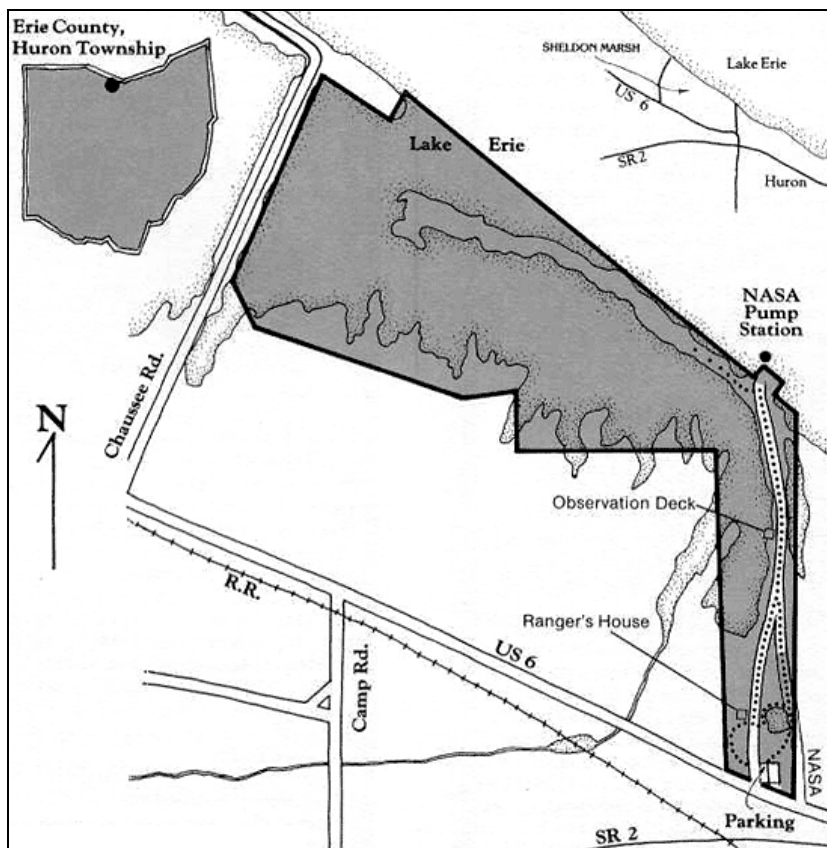 Erie County,
Huron Township
SHELDON MARSH
Lake Erie
US 6
SR 2
Huron
Lake Erie
NASA
Pump
Station
Chaussee Rd.
N
Observation Deck
R.R.
Ranger's House
US 6
Camp Rd.
NASA
Parking
SR 2